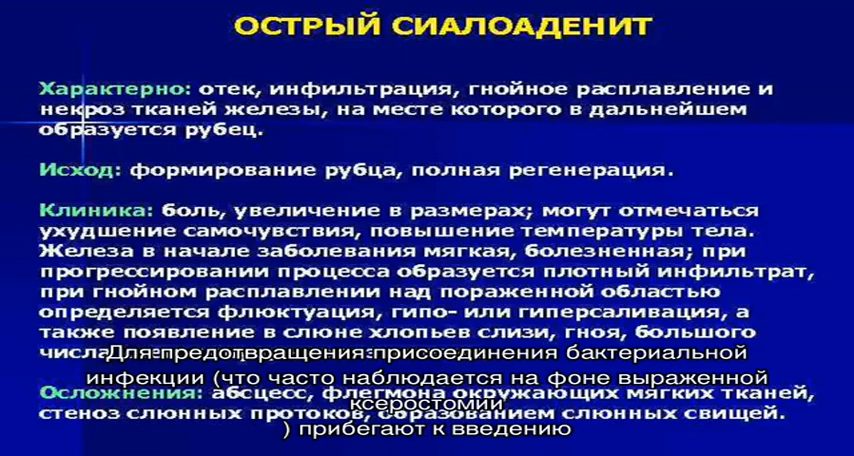 ОСТРЫЙ СИАЛОАДЕНИТ
Характерно: отек, инфильтрация, гнойное расплавление и
некроз тканей железы, на месте которого в дальнейшем
образуется рубец.
Исход: формирование рубца, полная регенерация.
Клиника: боль, увеличение в размерах; могут отмечаться
ухудшение самочувствия, повышение температуры тела.
Железа в начале заболевания мягкая, болезненная; при
прогрессировании процесса образуется плотный инфильтрат,
при гнойном расплавлении над пораженной областью
определяется флюктуация, гипо- или гиперсаливация, а
также появление в слюне хлопьев слизи, гноя, большого
Для предотвращения присоединения бактериальной
инфекции (что часто наблюдается на фоне выраженной
ксеростомии
) прибегают к введению
Осложнения: абсцесс, флегмона окружающих мягких тканей,
стеноз слюнных протоков, образованием слюнных свищей.